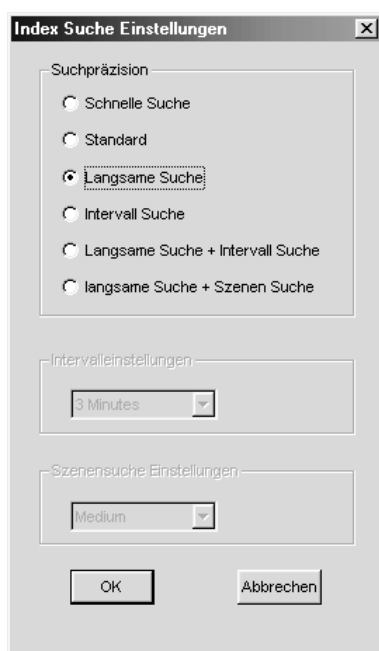 Index Suche Einstellungen
Suchpräzision
Schnelle Suche
Standard
Langsame Suche
Intervall Suche
Langsame Suche + Intervall Suche
langsame Suche + Szenen Suche
Intervalleinstellungen
3 Minutes
Szenensuche Einstellungen
Medium
OK
Abbrechen